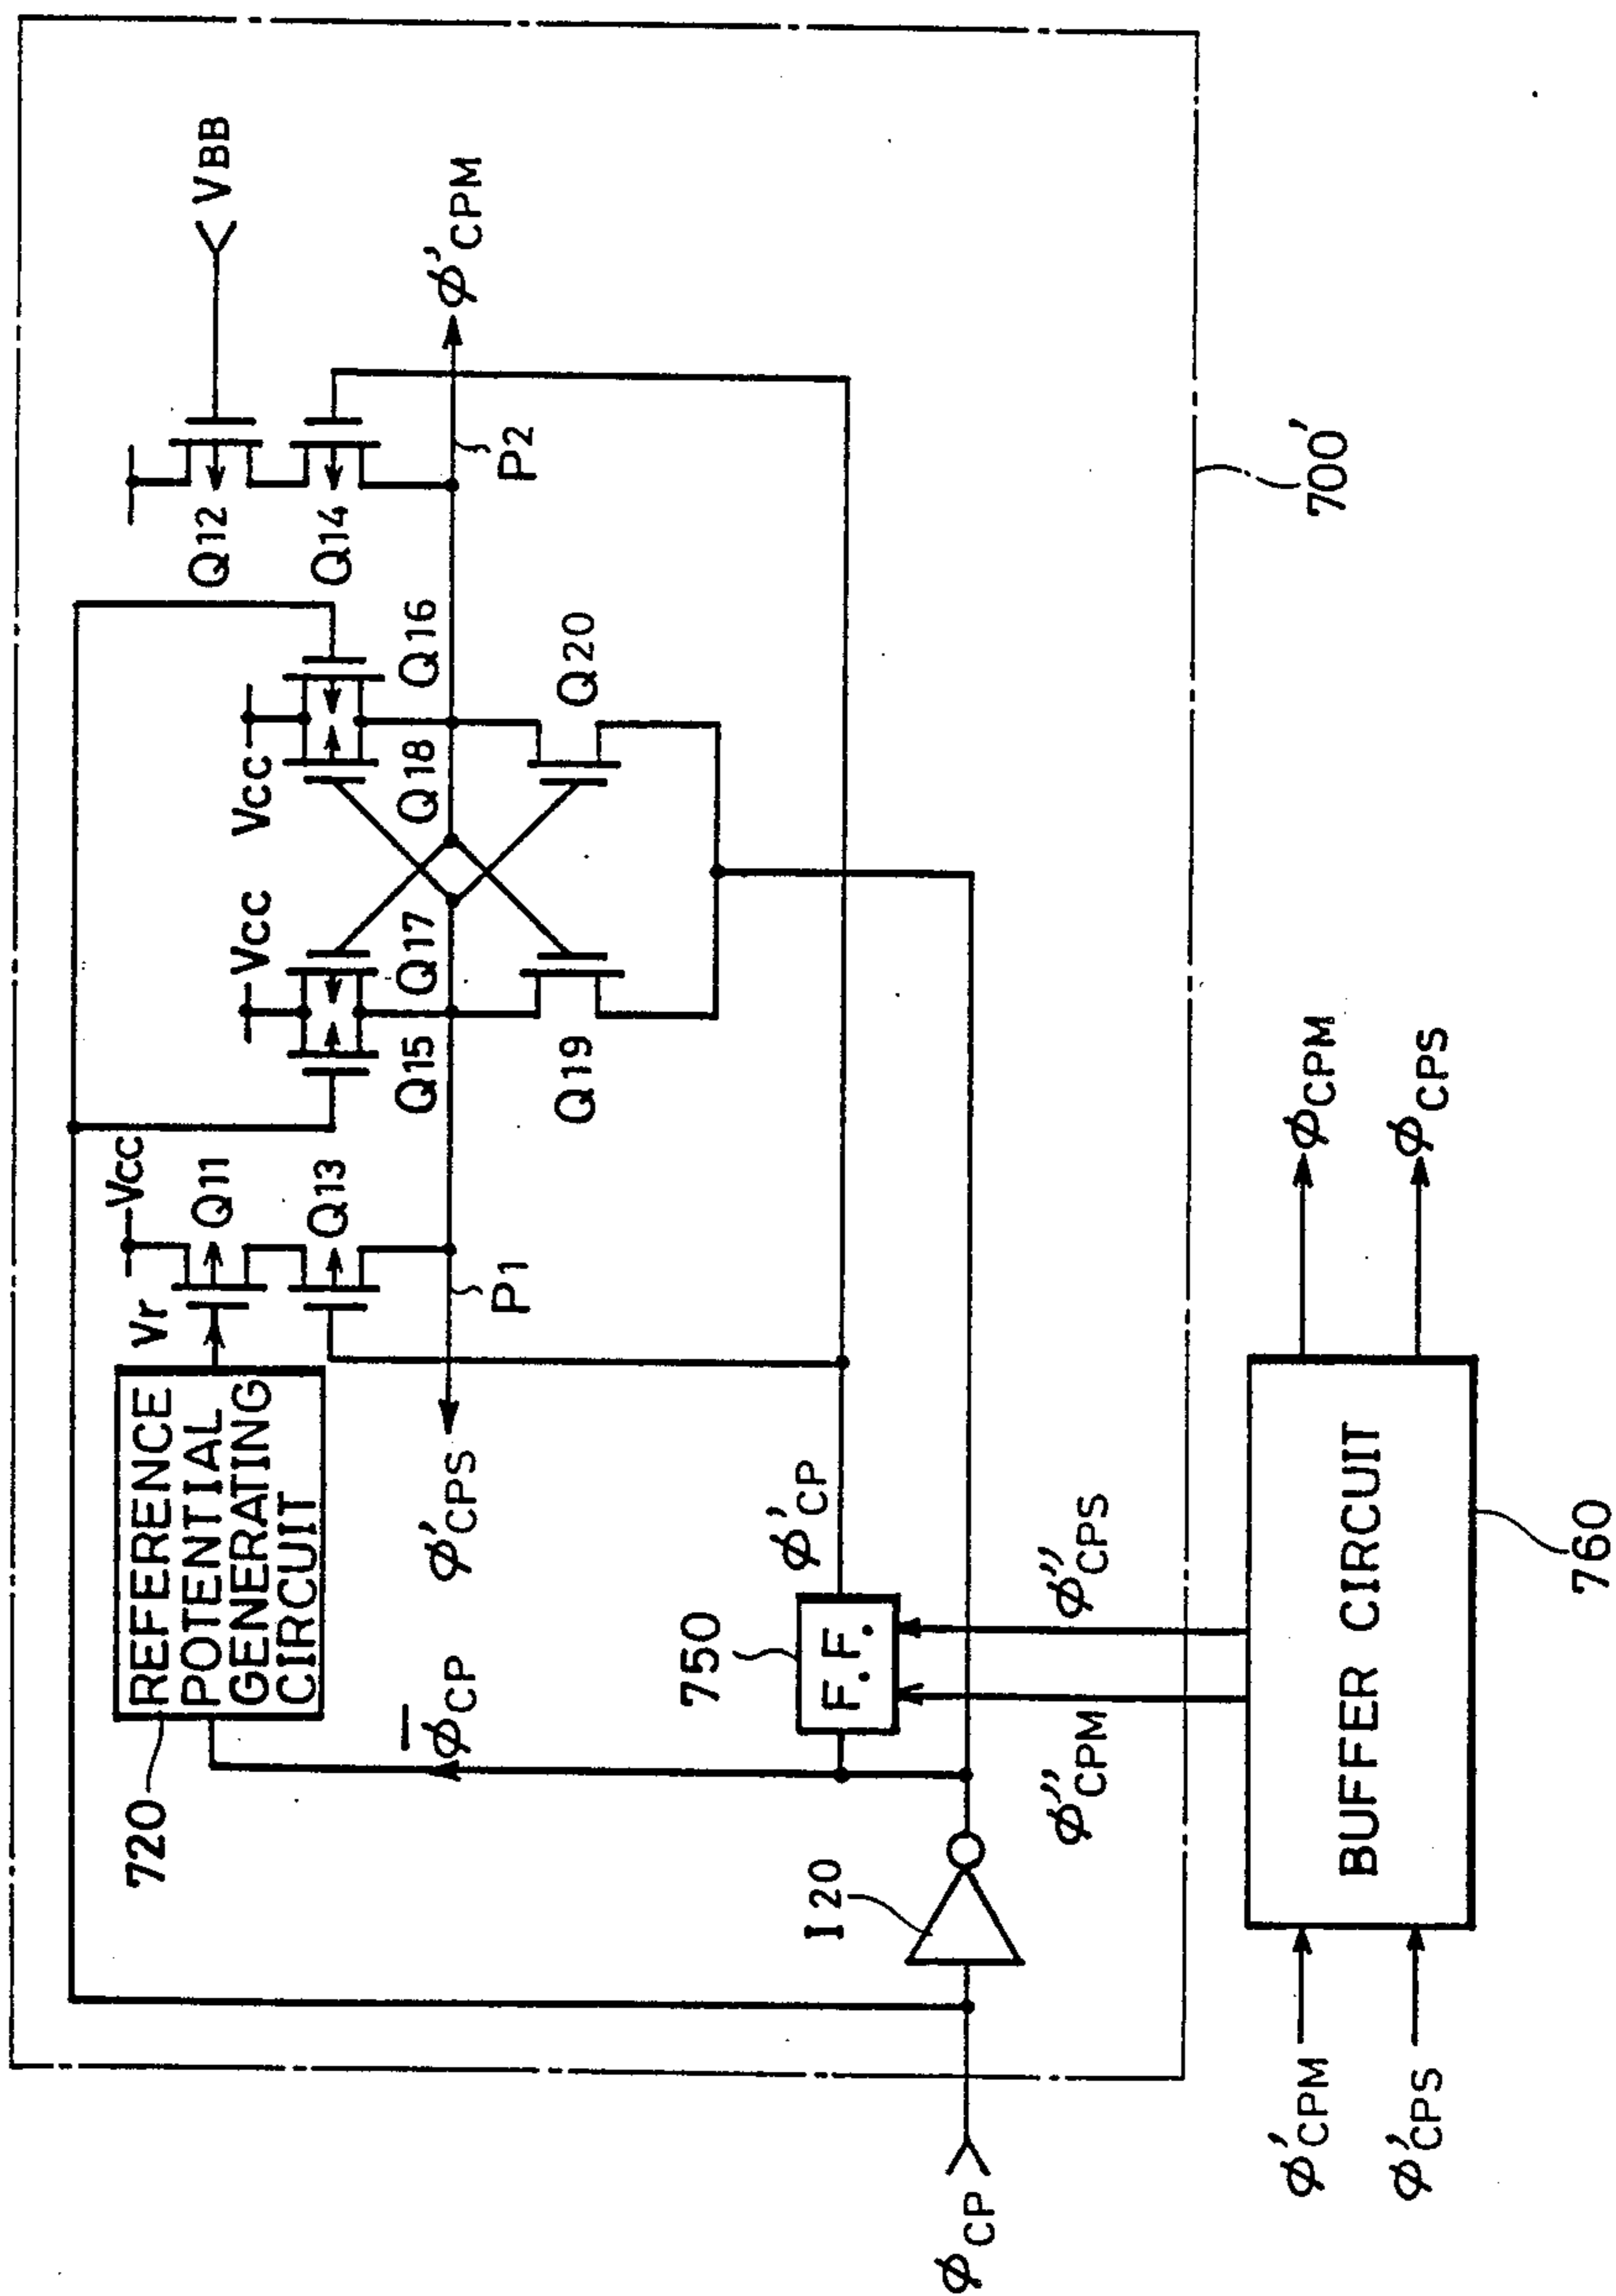 REFERENCE
POTENTIAL
GENERATING
CIRCUIT
720
Vr
Vcc
Q11
Q13
Vcc
Vcc
Q15
Q17
Q18
Q16
Q12
Q14
VBB
φ'CPS
P1
P2
φ'CPM
Q19
Q20
φ̅CP
750
F.F.
φ'CP
I20
φCP
φ''CPM
φ''CPS
700'
φ'CPM
φ'CPS
BUFFER CIRCUIT
760
φCPM
φCPS